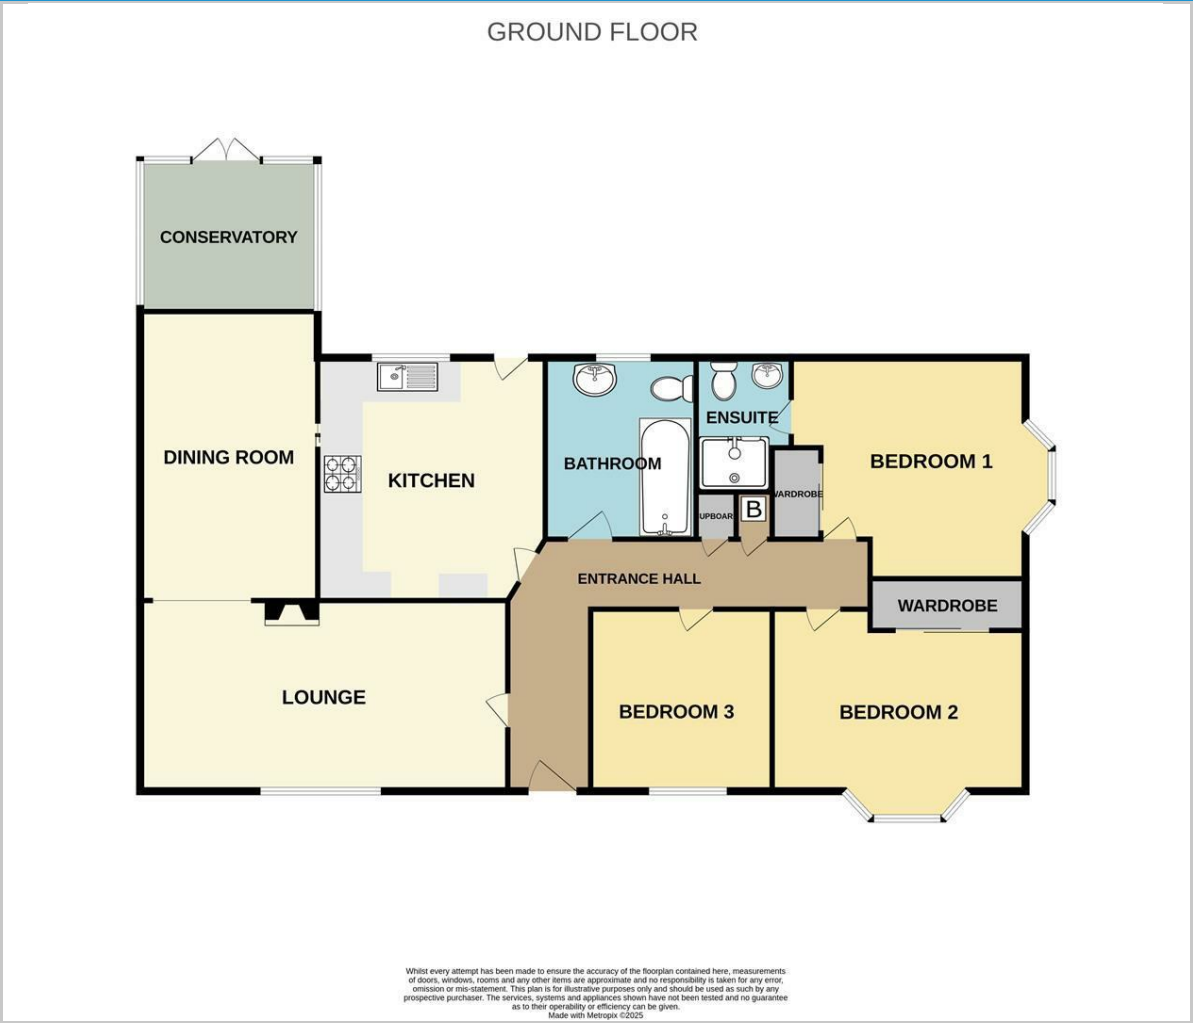 GROUND FLOOR
CONSERVATORY
DINING ROOM
KITCHEN
BATHROOM
ENSUITE
BEDROOM 1
WARDROBE
UPBOAR
B
ENTRANCE HALL
WARDROBE
LOUNGE
BEDROOM 3
BEDROOM 2
Whilst every attempt has been made to ensure the accuracy of the floorplan contained here, measurements
of doors, windows, rooms and any other items are approximate and no responsibility is taken for any error,
omission or mis-statement. This plan is for illustrative purposes only and should be used as such by any
prospective purchaser. The services, systems and appliances shown have not been tested and no guarantee
as to their operability or efficiency can be given.
Made with Metropix ©2025